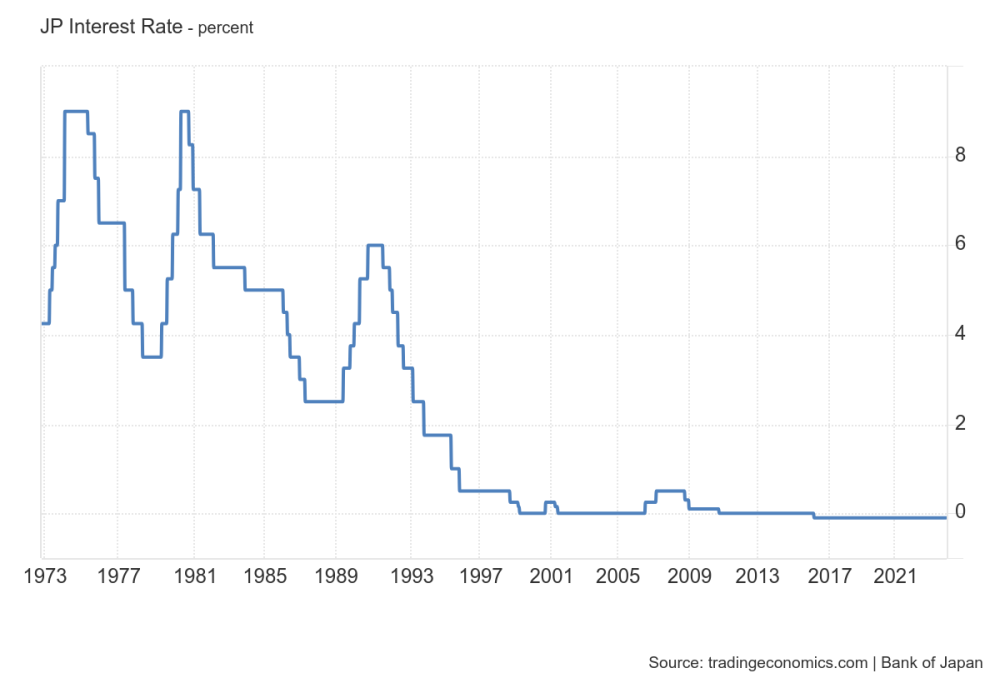 JP Interest Rate - percent
8
6
4
2
0
1973 1977 1981 1985 1989 1993 1997 2001 2005 2009 2013 2017 2021
Source: tradingeconomics.com | Bank of Japan